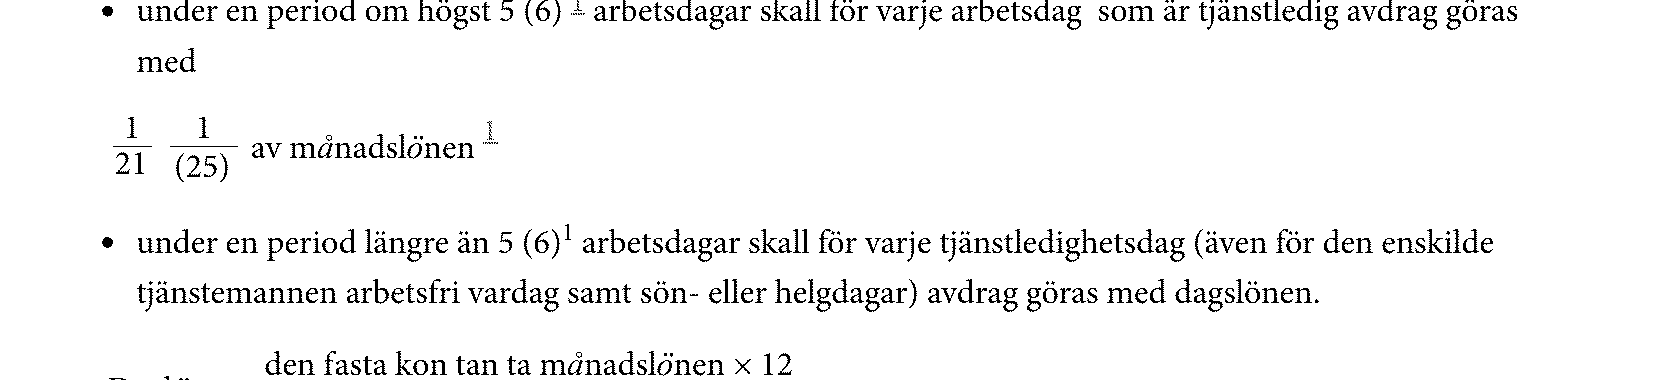 • under en period om högst 5 (6) 1 arbetsdagar skall för varje arbetsdag som är tjänstledig avdrag göras
med
1/21 1/(25) av månadslönen 1
• under en period längre än 5 (6)1 arbetsdagar skall för varje tjänstledighetsdag (även för den enskilde
tjänstemannen arbetsfri vardag samt sön- eller helgdagar) avdrag göras med dagslönen.
den fasta kon tan ta månadslönen × 12